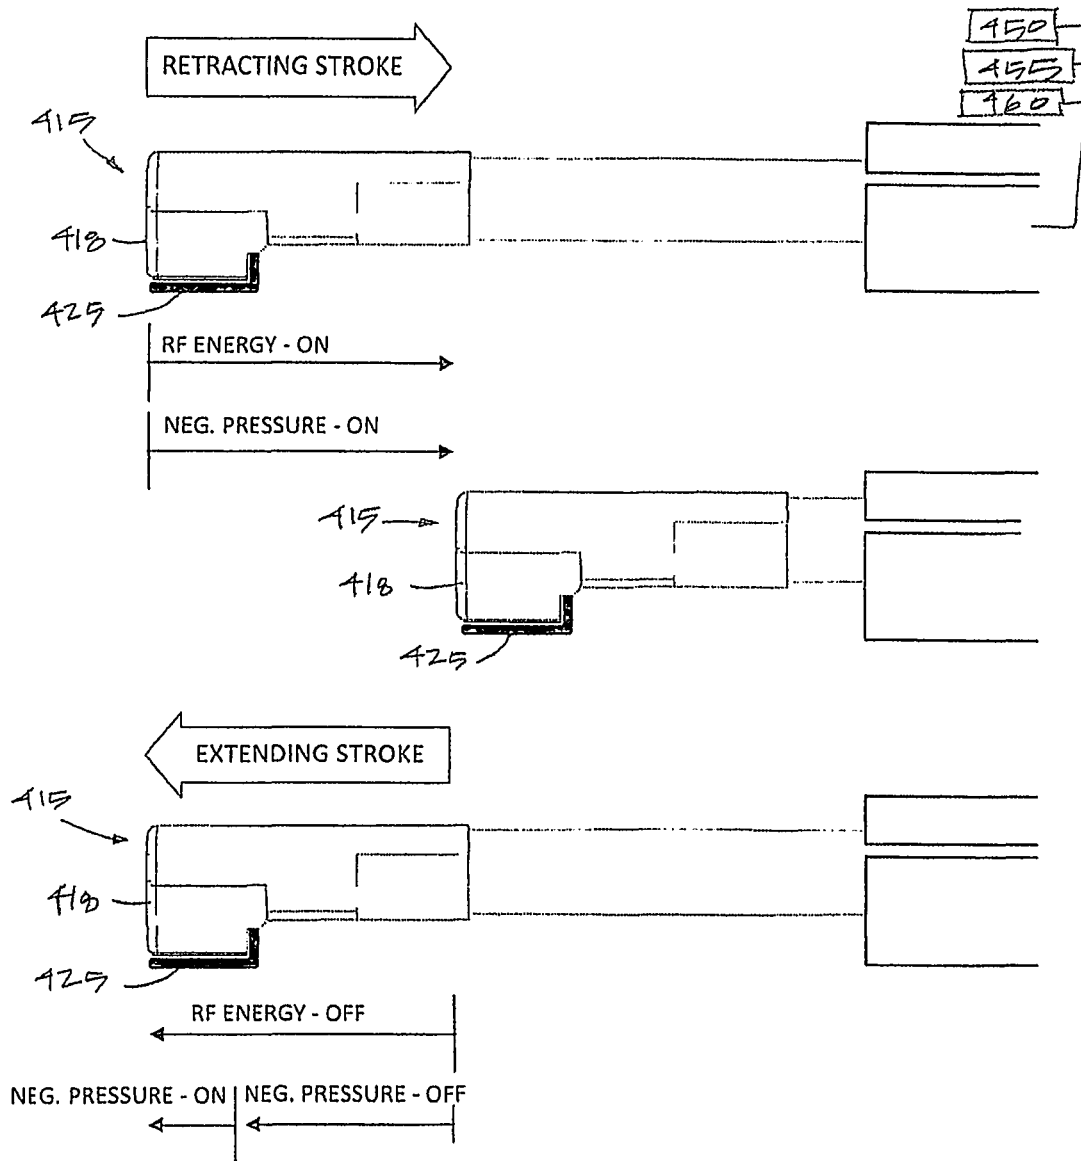 450
RETRACTING STROKE
455
460
415
418
425
RF ENERGY - ON
NEG. PRESSURE - ON
415
418
425
EXTENDING STROKE
415
418
425
RF ENERGY - OFF
NEG. PRESSURE - ON
NEG. PRESSURE - OFF